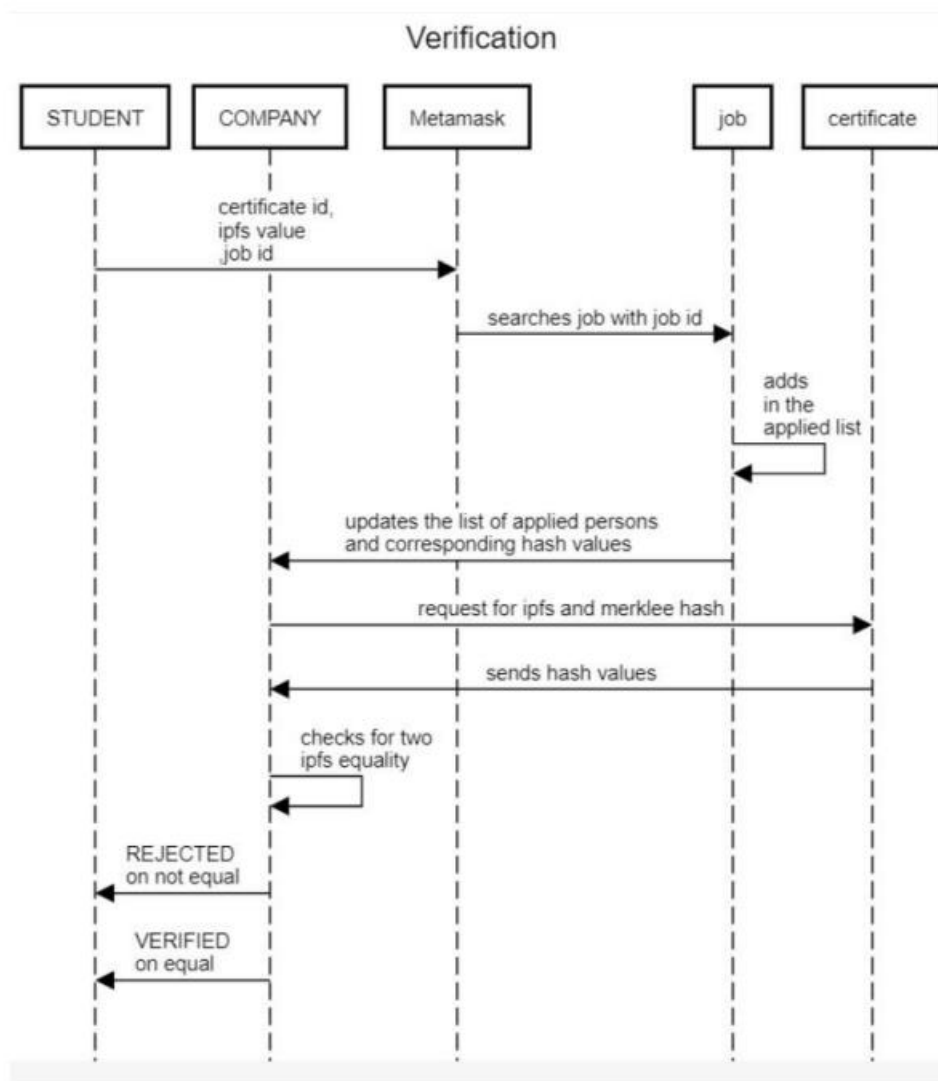 Verification
STUDENT
COMPANY
Metamask
job
certificate
certificate id,
ipfs value
,job id
searches job with job id
adds
in the
applied list
updates the list of applied persons
and corresponding hash values
request for ipfs and merklee hash
sends hash values
checks for two
ipfs equality
REJECTED
on not equal
VERIFIED
on equal